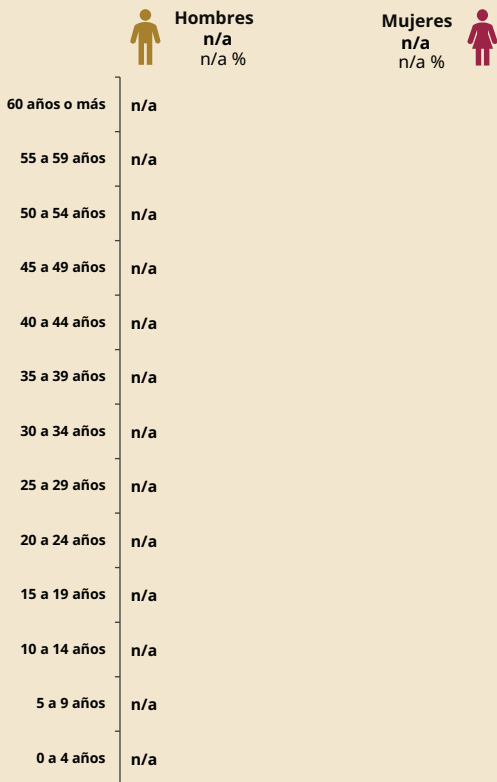 Hombres
n/a
n/a %
Mujeres
n/a
n/a %
60 años o más n/a
55 a 59 años n/a
50 a 54 años n/a
45 a 49 años n/a
40 a 44 años n/a
35 a 39 años n/a
30 a 34 años n/a
25 a 29 años n/a
20 a 24 años n/a
15 a 19 años n/a
10 a 14 años n/a
5 a 9 años n/a
0 a 4 años n/a